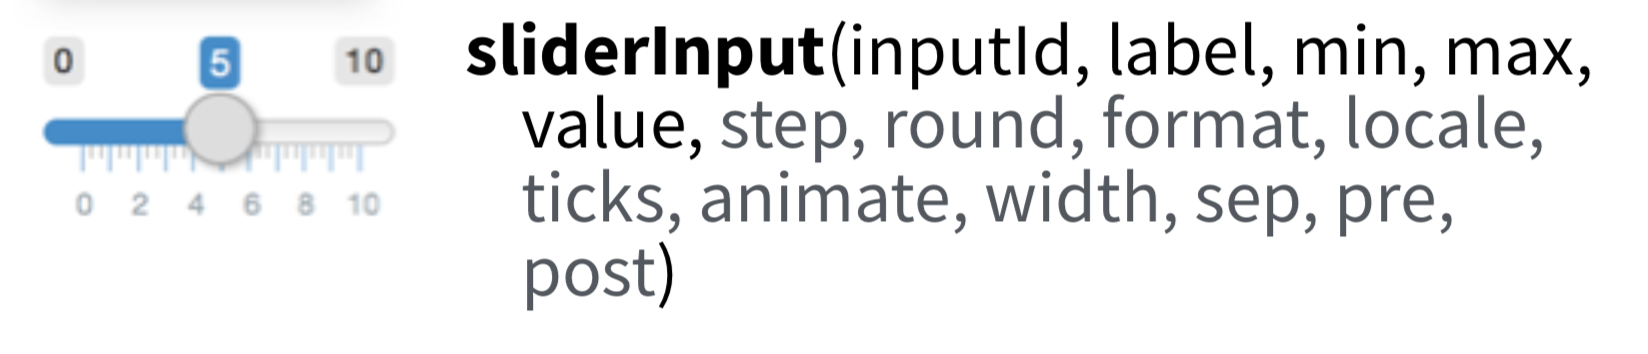 0 5 10
0 2 4 6 8 10
sliderInput(inputId, label, min, max,
value, step, round, format, locale,
ticks, animate, width, sep, pre,
post)